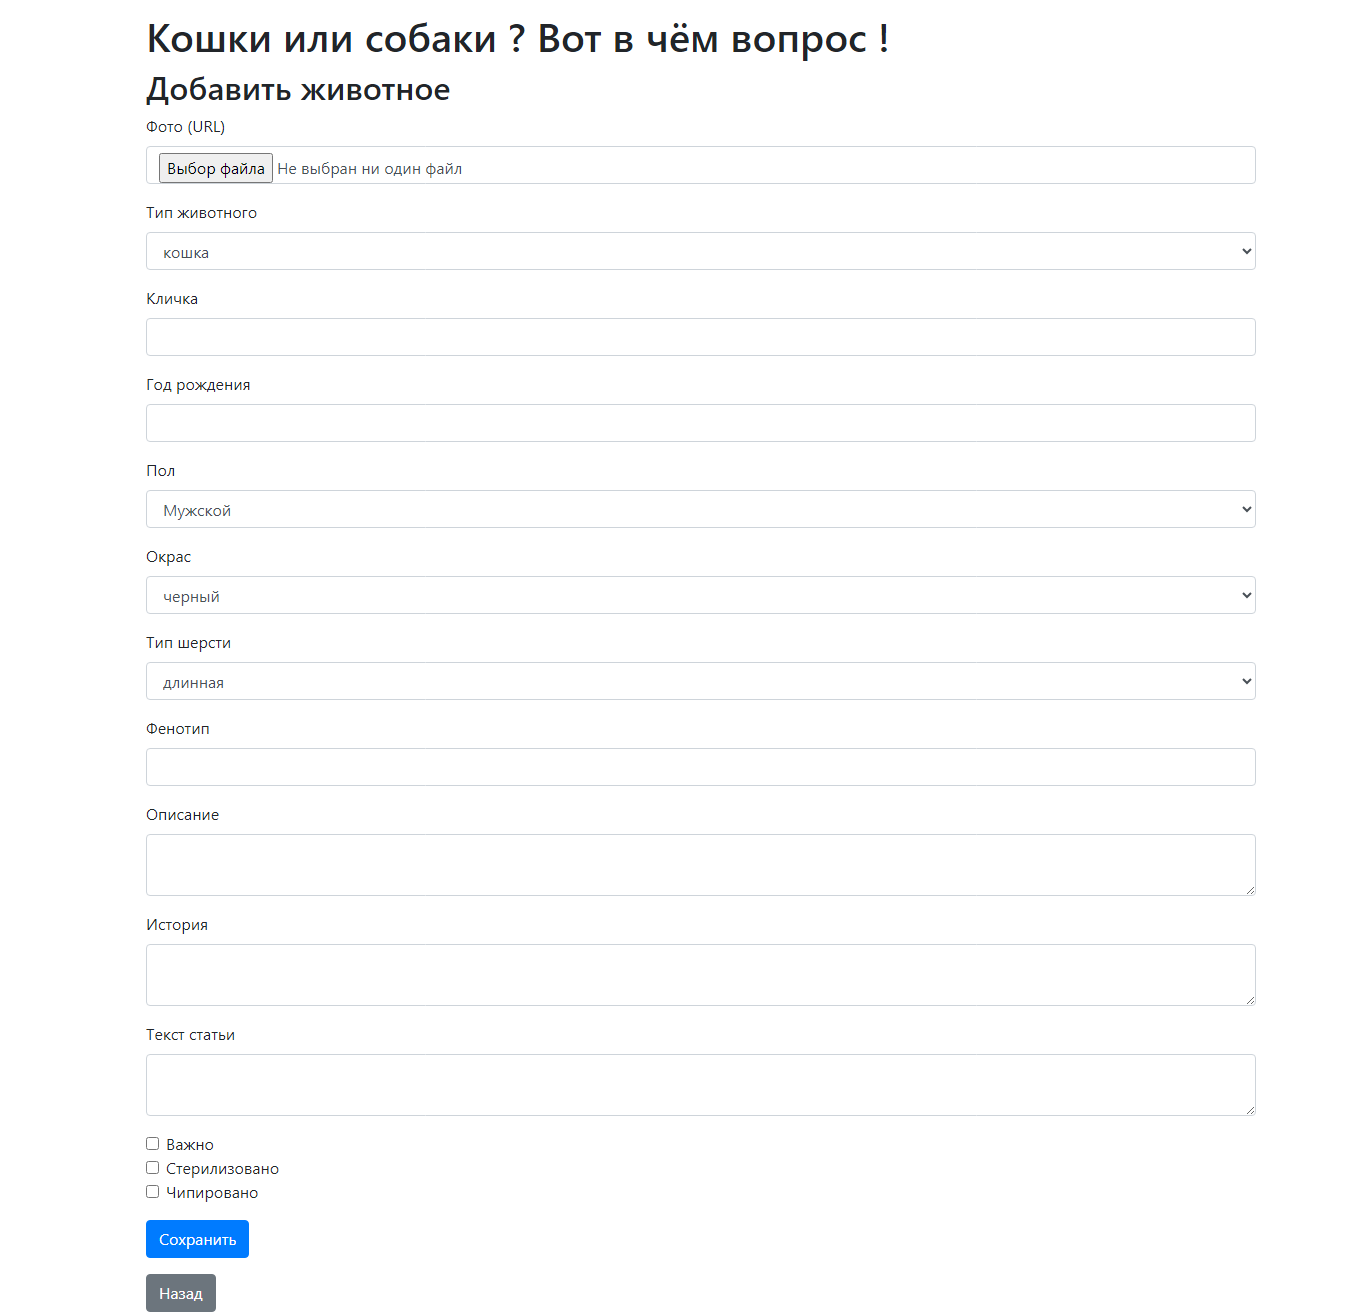 Кошки или собаки ? Вот в чём вопрос !
Добавить животное
Фото (URL)
Выбор файла Не выбран ни один файл
Тип животного
кошка
Кличка
Год рождения
Пол
Мужской
Окрас
черный
Тип шерсти
длинная
Фенотип
Описание
История
Текст статьи
Важно
Стерилизовано
Чипировано
Сохранить
Назад